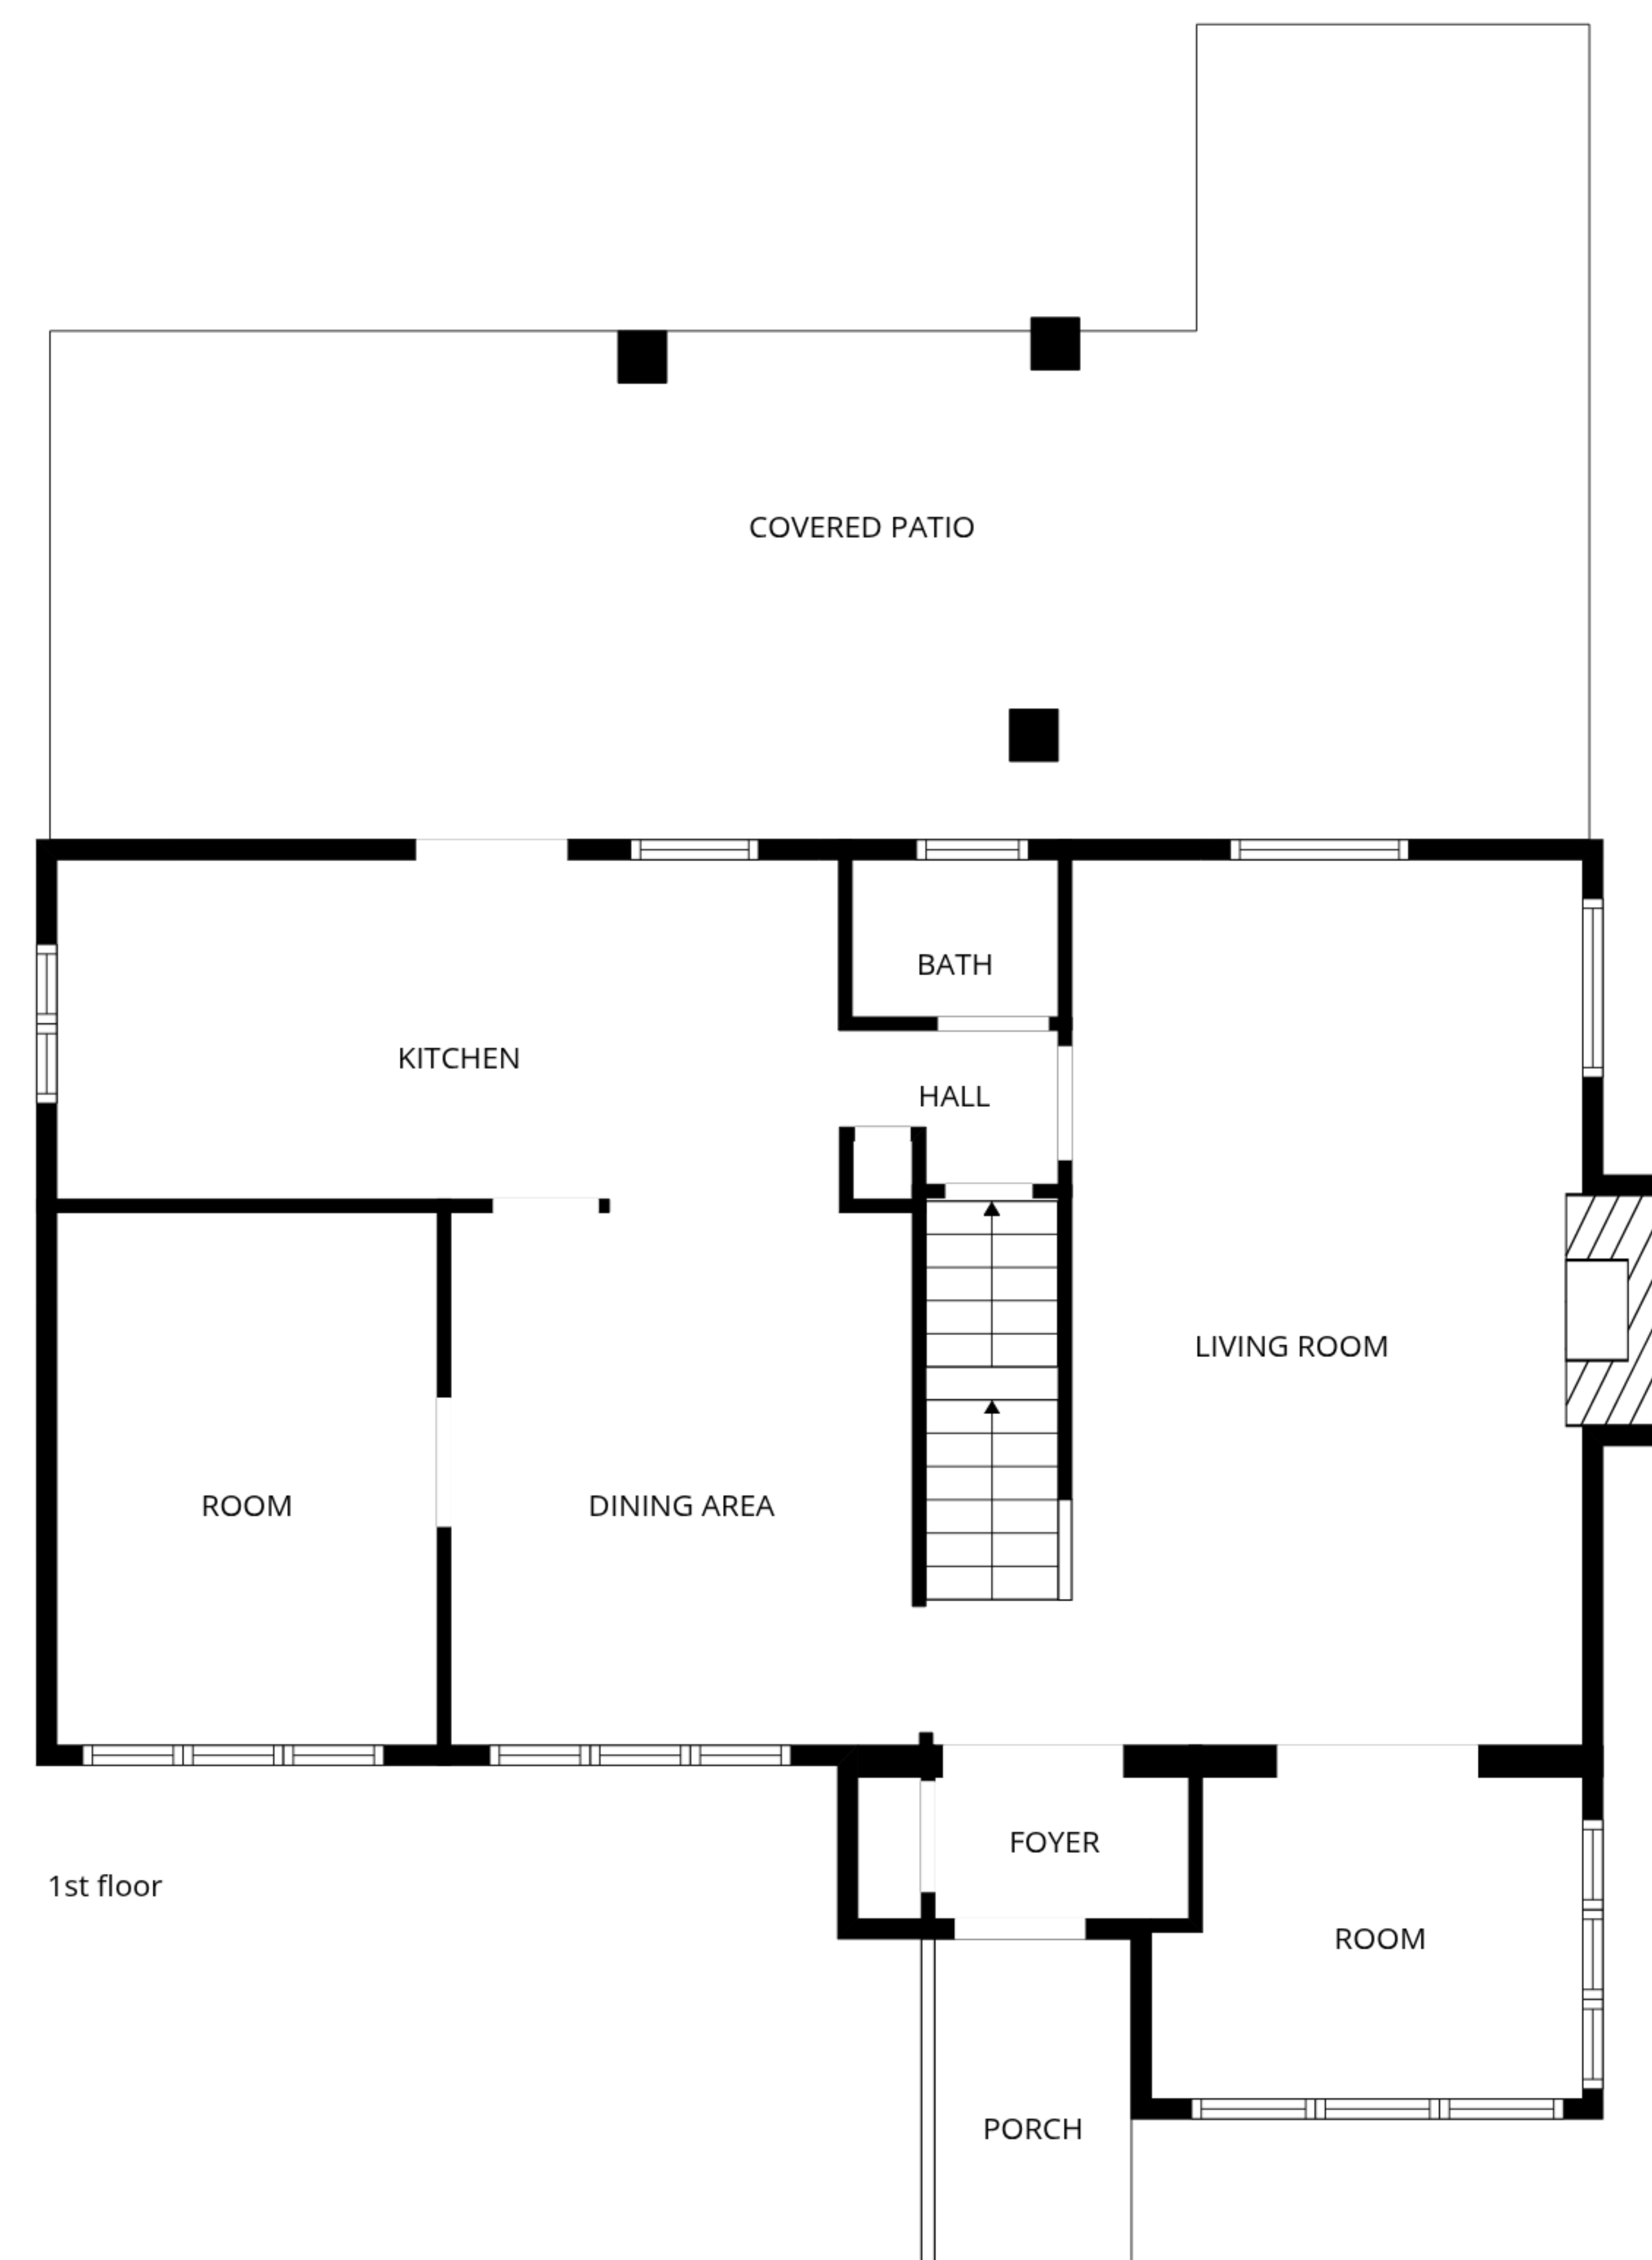 COVERED PATIO
BATH
KITCHEN
HALL
LIVING ROOM
ROOM
DINING AREA
FOYER
1st floor
ROOM
PORCH